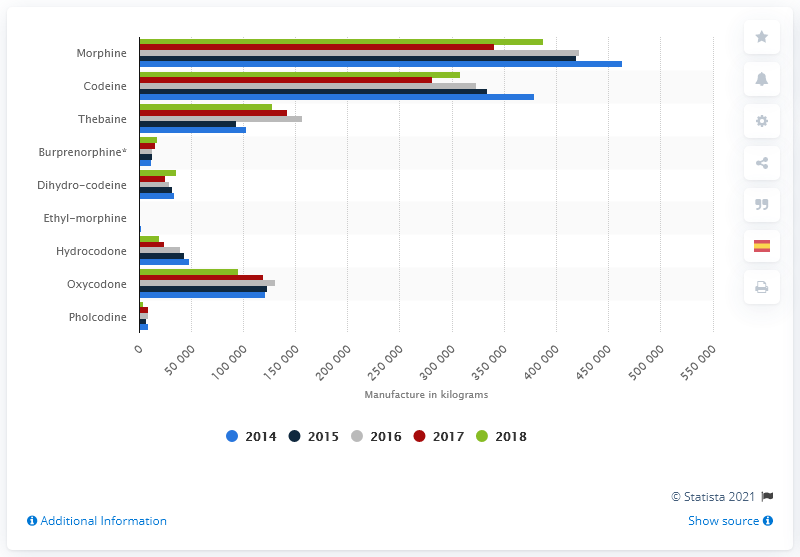 Morphine
Codeine
Thebaine
Burprenorphine*
Dihydro-codeine
Ethyl-morphine
Hydrocodone
Oxycodone
Pholcodine
0
50 000
100 000
150 000
200 000
250 000
300 000
350 000
400 000
450 000
500 000
550 000
Manufacture in kilograms
2014 2015 2016 2017 2018
© Statista 2021
Additional Information
Show source